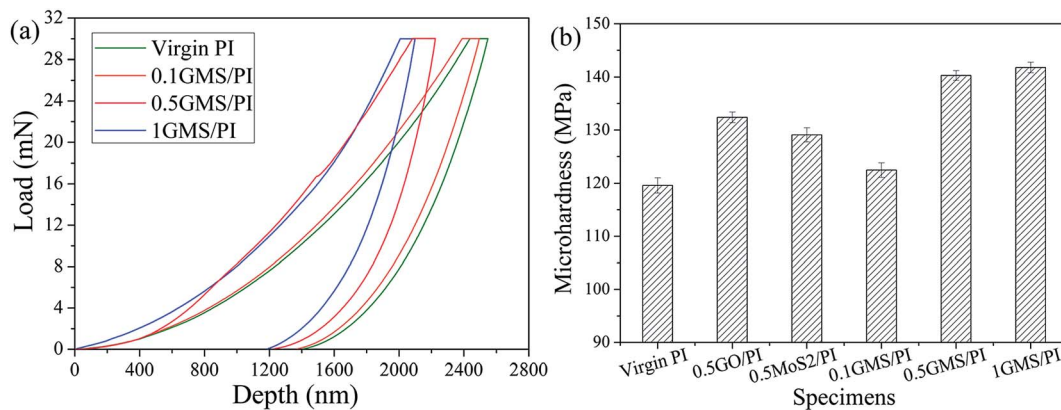 (a)
32
28
24
20
16
12
8
4
0
Load (mN)
Virgin PI
0.1GMS/PI
0.5GMS/PI
1GMS/PI
0 400 800 1200 1600 2000 2400 2800
Depth (nm)
(b)
150
140
130
120
110
100
90
Microhardness (MPa)
Virgin PI 0.5GO/PI 0.5MoS2/PI 0.1GMS/PI 0.5GMS/PI 1GMS/PI
Specimens